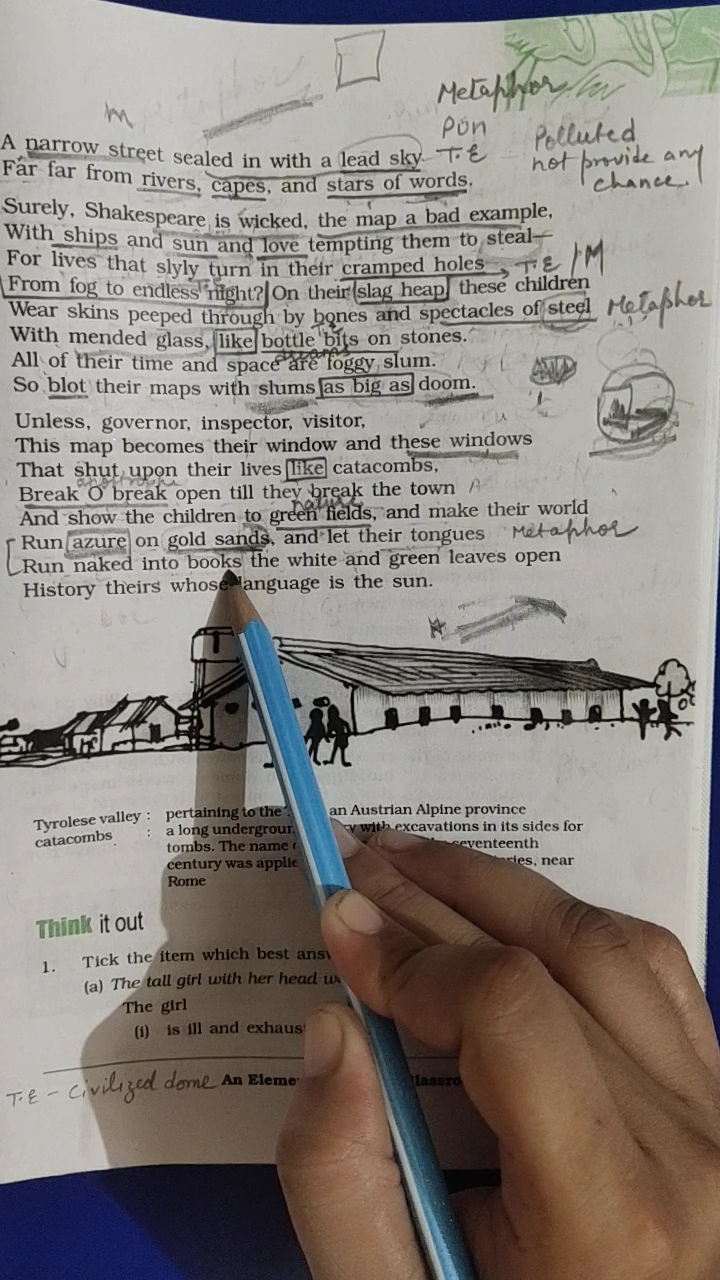 m
Metaphor
Pun
T.E
Polluted
not provide any
chance.
A narrow street sealed in with a lead sky
Far far from rivers, capes, and stars of words.
Surely, Shakespeare is wicked, the map a bad example,
With ships and sun and love tempting them to steal—
For lives that slyly turn in their cramped holes T.E / M
From fog to endless night? On their slag heap, these children
Wear skins peeped through by bones and spectacles of steel Metaphor
With mended glass, like bottle bits on stones.
All of their time and space are foggy slum.
So blot their maps with slums as big as doom.
Unless, governor, inspector, visitor,
This map becomes their window and these windows
That shut upon their lives like catacombs,
Break O break open till they break the town
nature
And show the children to green fields, and make their world
Run azure on gold sands, and let their tongues Metaphor
Run naked into books the white and green leaves open
History theirs whose language is the sun.
Tyrolese valley : pertaining to the an Austrian Alpine province
catacombs : a long with excavations in its sides for
tombs. The name seventeenth
century was near
Rome
Think it out
1. Tick the item which best
(a) The tall girl with her head
The girl
(i) is ill and
T.E - civilized dome An